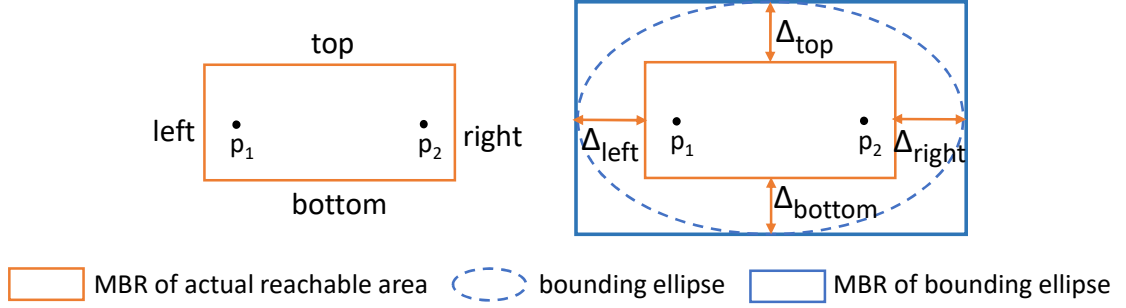 top
left
p1
p2
right
bottom
Δtop
Δleft
p1
p2
Δright
Δbottom
MBR of actual reachable area
bounding ellipse
MBR of bounding ellipse